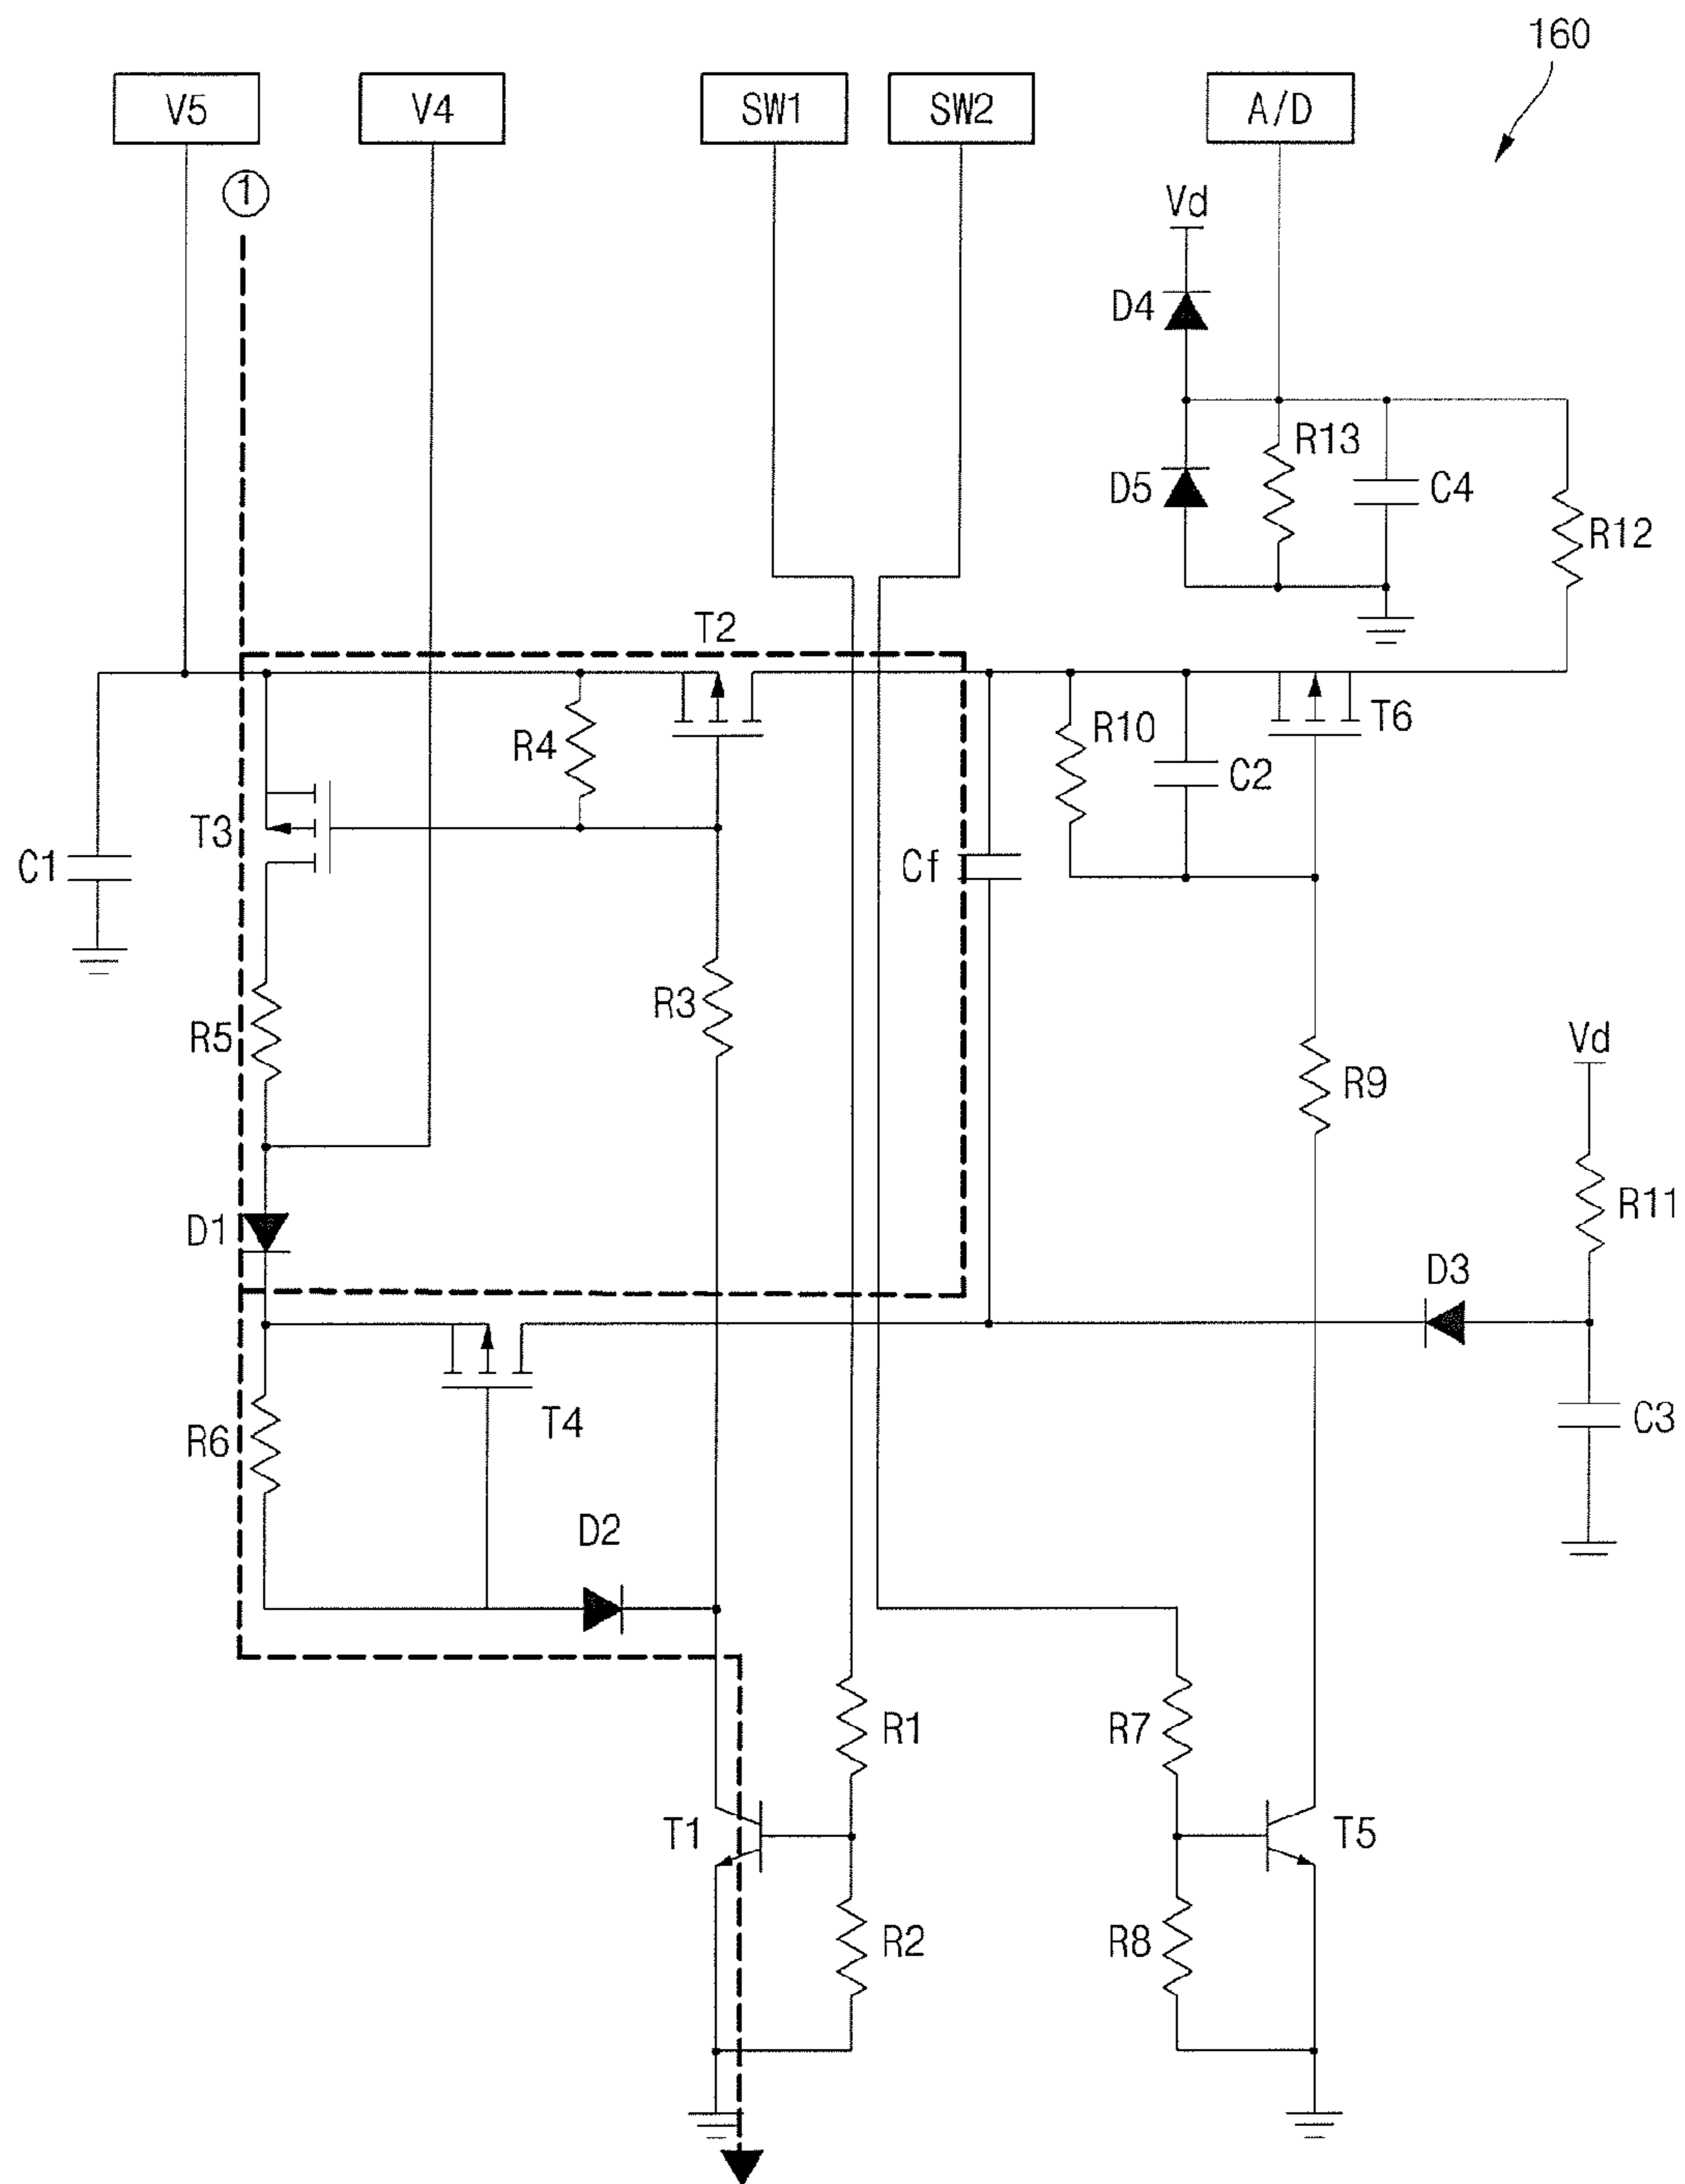 160
V5 V4 SW1 SW2 A/D
①
Vd
D4
R13
D5 C4
R12
T2
R4 R10 T6
C2
T3
C1 Cf
R3
R5 Vd
R9
R11
D1 D3
T4 C3
R6
D2
R1 R7
T1 T5
R2 R8